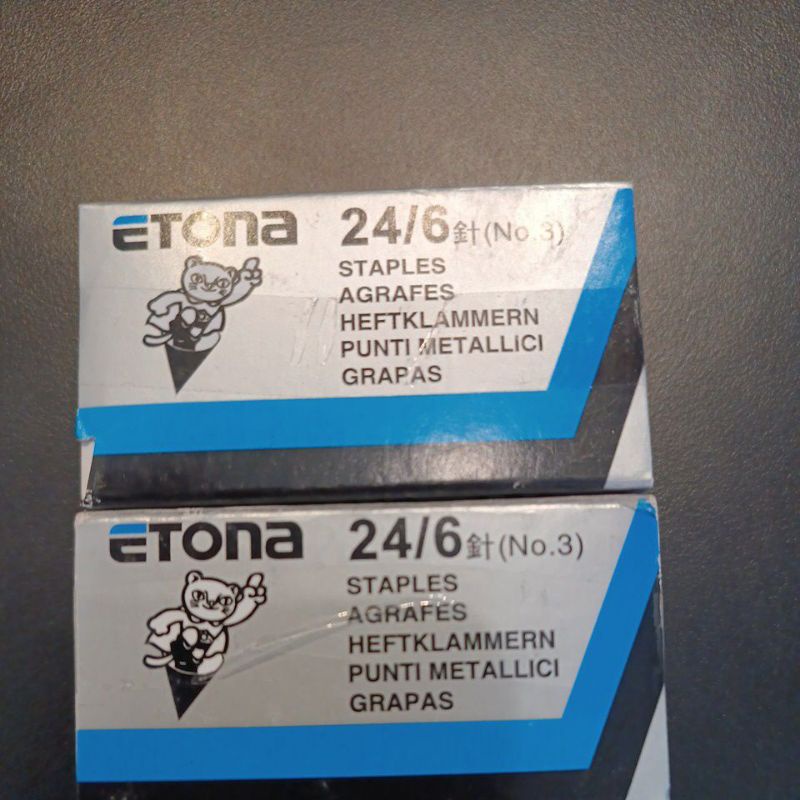 ETONA 24/6 針(No.3)
STAPLES
AGRAFES
HEFTKLAMMERN
PUNTI METALLICI
GRAPAS
ETONA 24/6 針(No.3)
STAPLES
AGRAFES
HEFTKLAMMERN
PUNTI METALLICI
GRAPAS